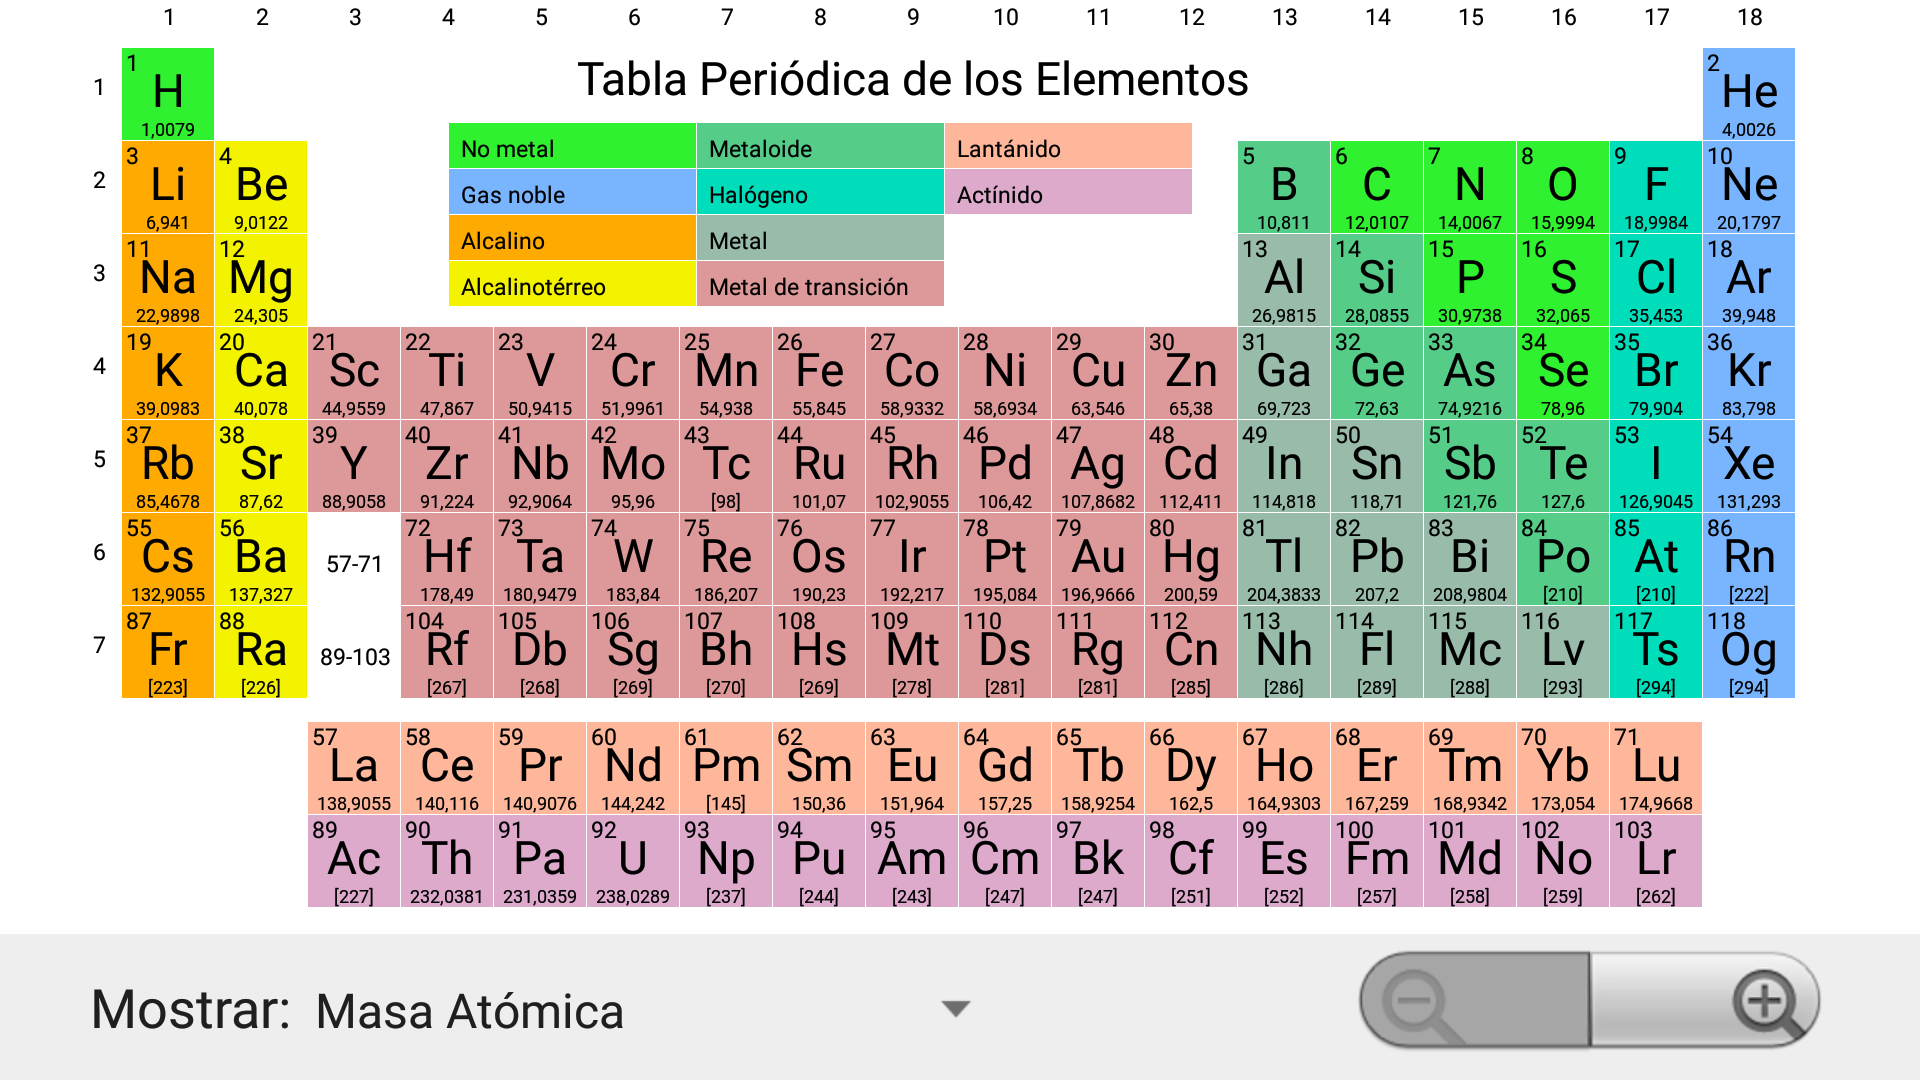 1 2 3 4 5 6 7 8 9 10 11 12 13 14 15 16 17 18
Tabla Periódica de los Elementos
1
1 H 1,0079
2 He 4,0026
No metal Metaloide Lantánido
Gas noble Halógeno Actínido
Alcalino Metal
Alcalinotérreo Metal de transición
2
3 Li 6,941
4 Be 9,0122
5 B 10,811
6 C 12,0107
7 N 14,0067
8 O 15,9994
9 F 18,9984
10 Ne 20,1797
3
11 Na 22,9898
12 Mg 24,305
13 Al 26,9815
14 Si 28,0855
15 P 30,9738
16 S 32,065
17 Cl 35,453
18 Ar 39,948
4
19 K 39,0983
20 Ca 40,078
21 Sc 44,9559
22 Ti 47,867
23 V 50,9415
24 Cr 51,9961
25 Mn 54,938
26 Fe 55,845
27 Co 58,9332
28 Ni 58,6934
29 Cu 63,546
30 Zn 65,38
31 Ga 69,723
32 Ge 72,63
33 As 74,9216
34 Se 78,96
35 Br 79,904
36 Kr 83,798
5
37 Rb 85,4678
38 Sr 87,62
39 Y 88,9058
40 Zr 91,224
41 Nb 92,9064
42 Mo 95,96
43 Tc [98]
44 Ru 101,07
45 Rh 102,9055
46 Pd 106,42
47 Ag 107,8682
48 Cd 112,411
49 In 114,818
50 Sn 118,71
51 Sb 121,76
52 Te 127,6
53 I 126,9045
54 Xe 131,293
6
55 Cs 132,9055
56 Ba 137,327
57-71
72 Hf 178,49
73 Ta 180,9479
74 W 183,84
75 Re 186,207
76 Os 190,23
77 Ir 192,217
78 Pt 195,084
79 Au 196,9666
80 Hg 200,59
81 Tl 204,3833
82 Pb 207,2
83 Bi 208,9804
84 Po [210]
85 At [210]
86 Rn [222]
7
87 Fr [223]
88 Ra [226]
89-103
104 Rf [267]
105 Db [268]
106 Sg [269]
107 Bh [270]
108 Hs [269]
109 Mt [278]
110 Ds [281]
111 Rg [281]
112 Cn [285]
113 Nh [286]
114 Fl [289]
115 Mc [288]
116 Lv [293]
117 Ts [294]
118 Og [294]
57 La 138,9055
58 Ce 140,116
59 Pr 140,9076
60 Nd 144,242
61 Pm [145]
62 Sm 150,36
63 Eu 151,964
64 Gd 157,25
65 Tb 158,9254
66 Dy 162,5
67 Ho 164,9303
68 Er 167,259
69 Tm 168,9342
70 Yb 173,054
71 Lu 174,9668
89 Ac [227]
90 Th 232,0381
91 Pa 231,0359
92 U 238,0289
93 Np [237]
94 Pu [244]
95 Am [243]
96 Cm [247]
97 Bk [247]
98 Cf [251]
99 Es [252]
100 Fm [257]
101 Md [258]
102 No [259]
103 Lr [262]
Mostrar: Masa Atómica